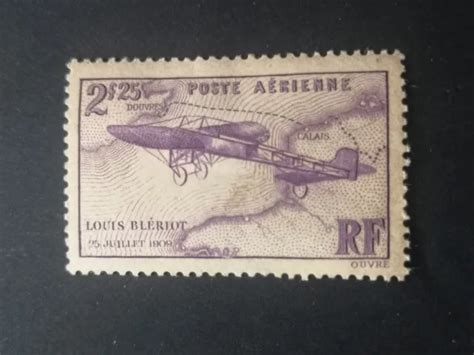 2f25 POSTE AÉRIENNE
DOUVRES
CALAIS
LOUIS BLÉRIOT
25 JUILLET 1909
RF
OUVRÉ